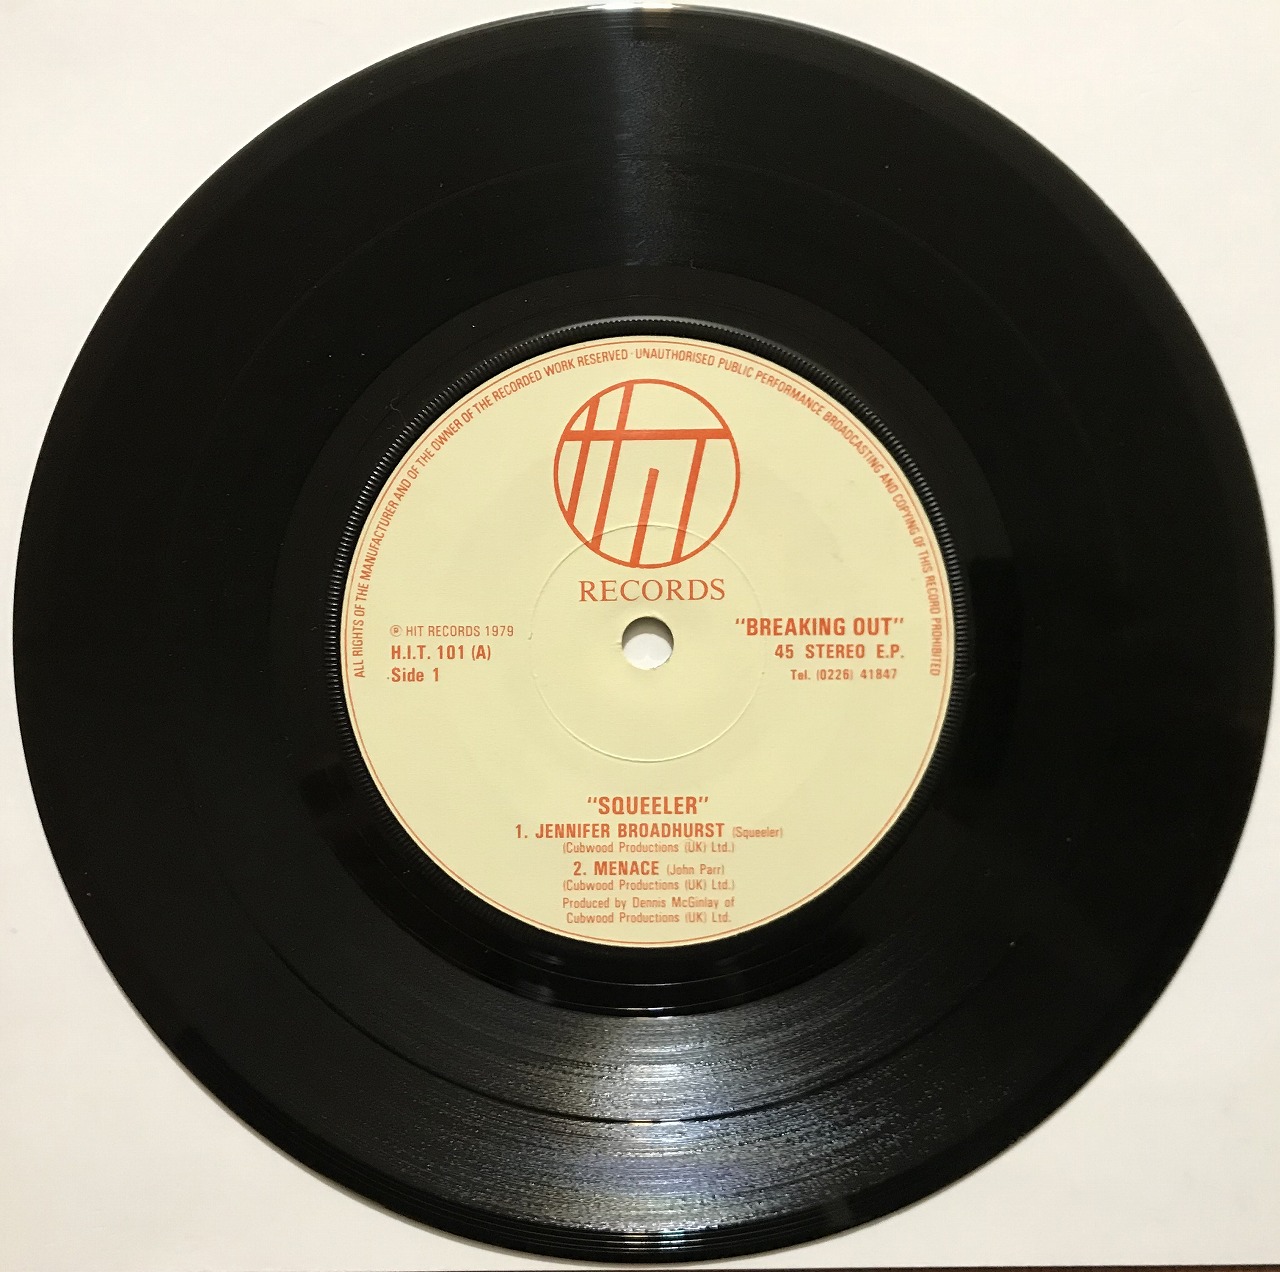 ALL RIGHTS OF THE MANUFACTURER AND OF THE OWNER OF THE RECORDED WORK RESERVED · UNAUTHORISED PUBLIC PERFORMANCE BROADCASTING AND COPYING OF THIS RECORD PROHIBITED
HIT
RECORDS
℗ HIT RECORDS 1979
H.I.T. 101 (A)
Side 1
"BREAKING OUT"
45 STEREO E.P.
Tel. (0226) 41847
"SQUEELER"
1. JENNIFER BROADHURST (Squeeler)
(Cubwood Productions (UK) Ltd.)
2. MENACE (John Parr)
(Cubwood Productions (UK) Ltd.)
Produced by Dennis McGinlay of
Cubwood Productions (UK) Ltd.